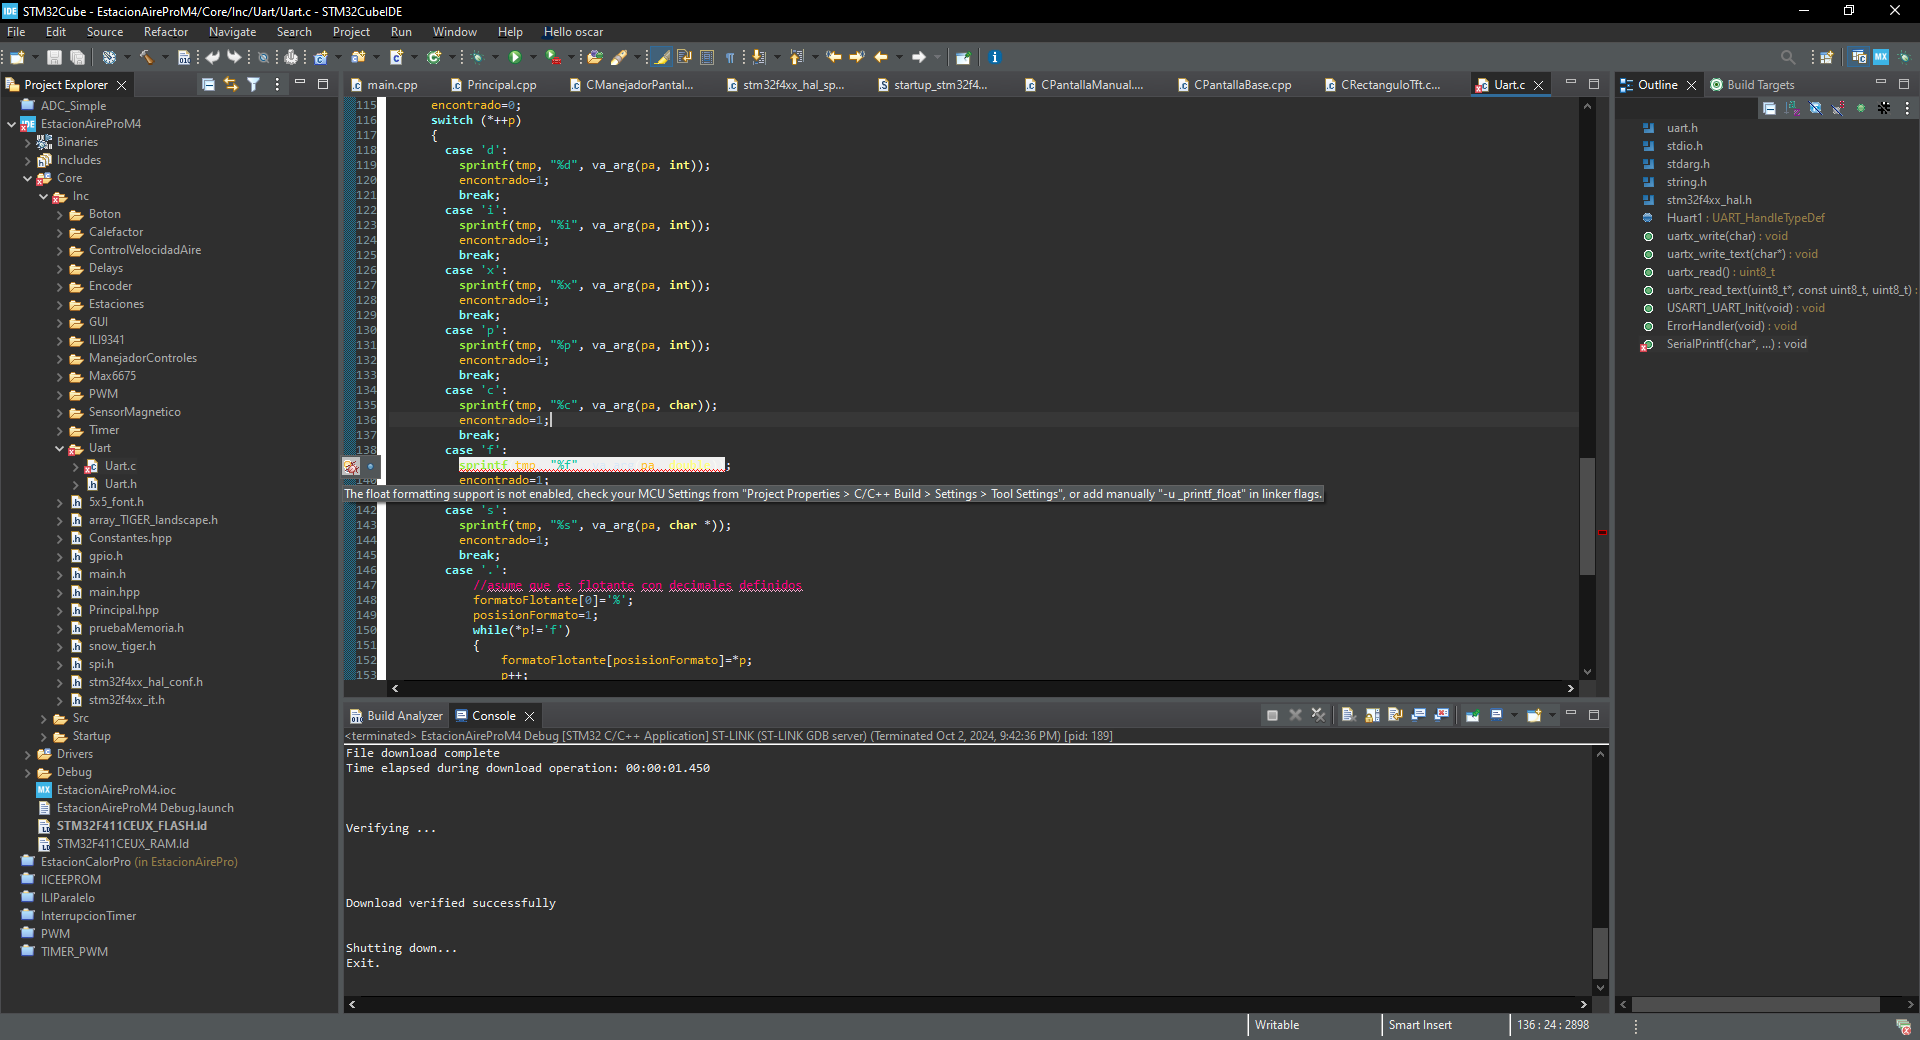 IDE STM32Cube - EstacionAireProM4/Core/Inc/Uart/Uart.c - STM32CubeIDE
File Edit Source Refactor Navigate Search Project Run Window Help Hello oscar
Project Explorer
ADC_Simple
EstacionAireProM4
Binaries
Includes
Core
Inc
Boton
Calefactor
ControlVelocidadAire
Delays
Encoder
Estaciones
GUI
ILI9341
ManejadorControles
Max6675
PWM
SensorMagnetico
Timer
Uart
Uart.c
Uart.h
5x5_font.h
array_TIGER_landscape.h
Constantes.hpp
gpio.h
main.h
main.hpp
Principal.hpp
pruebaMemoria.h
snow_tiger.h
spi.h
stm32f4xx_hal_conf.h
stm32f4xx_it.h
Src
Startup
Drivers
Debug
MX EstacionAireProM4.ioc
EstacionAireProM4 Debug.launch
STM32F411CEUX_FLASH.ld
STM32F411CEUX_RAM.ld
EstacionCalorPro (in EstacionAirePro)
IICEEPROM
ILIParalelo
InterrupcionTimer
PWM
TIMER_PWM
main.cpp Principal.cpp CManejadorPantal... stm32f4xx_hal_sp... startup_stm32f4... CPantallaManual.... CPantallaBase.cpp CRectanguloTft.c... Uart.c
115 encontrado=0;
116 switch (*++p)
117 {
118 case 'd':
119 sprintf(tmp, "%d", va_arg(pa, int));
120 encontrado=1;
121 break;
122 case 'i':
123 sprintf(tmp, "%i", va_arg(pa, int));
124 encontrado=1;
125 break;
126 case 'x':
127 sprintf(tmp, "%x", va_arg(pa, int));
128 encontrado=1;
129 break;
130 case 'p':
131 sprintf(tmp, "%p", va_arg(pa, int));
132 encontrado=1;
133 break;
134 case 'c':
135 sprintf(tmp, "%c", va_arg(pa, char));
136 encontrado=1;
137 break;
138 case 'f':
sprintf tmp "%f" pa ;
140 encontrado=1;
The float formatting support is not enabled, check your MCU Settings from "Project Properties > C/C++ Build > Settings > Tool Settings", or add manually "-u _printf_float" in linker flags.
142 case 's':
143 sprintf(tmp, "%s", va_arg(pa, char *));
144 encontrado=1;
145 break;
146 case '.':
147 //asume que es flotante con decimales definidos
148 formatoFlotante[0]='%';
149 posisionFormato=1;
150 while(*p!='f')
151 {
152 formatoFlotante[posisionFormato]=*p;
153 p++;
Build Analyzer Console
<terminated> EstacionAireProM4 Debug [STM32 C/C++ Application] ST-LINK (ST-LINK GDB server) (Terminated Oct 2, 2024, 9:42:36 PM) [pid: 189]
File download complete
Time elapsed during download operation: 00:00:01.450
Verifying ...
Download verified successfully
Shutting down...
Exit.
Outline Build Targets
uart.h
stdio.h
stdarg.h
string.h
stm32f4xx_hal.h
Huart1 : UART_HandleTypeDef
uartx_write(char) : void
uartx_write_text(char*) : void
uartx_read() : uint8_t
uartx_read_text(uint8_t*, const uint8_t, uint8_t) :
USART1_UART_Init(void) : void
ErrorHandler(void) : void
SerialPrintf(char*, ...) : void
Writable Smart Insert 136 : 24 : 2898